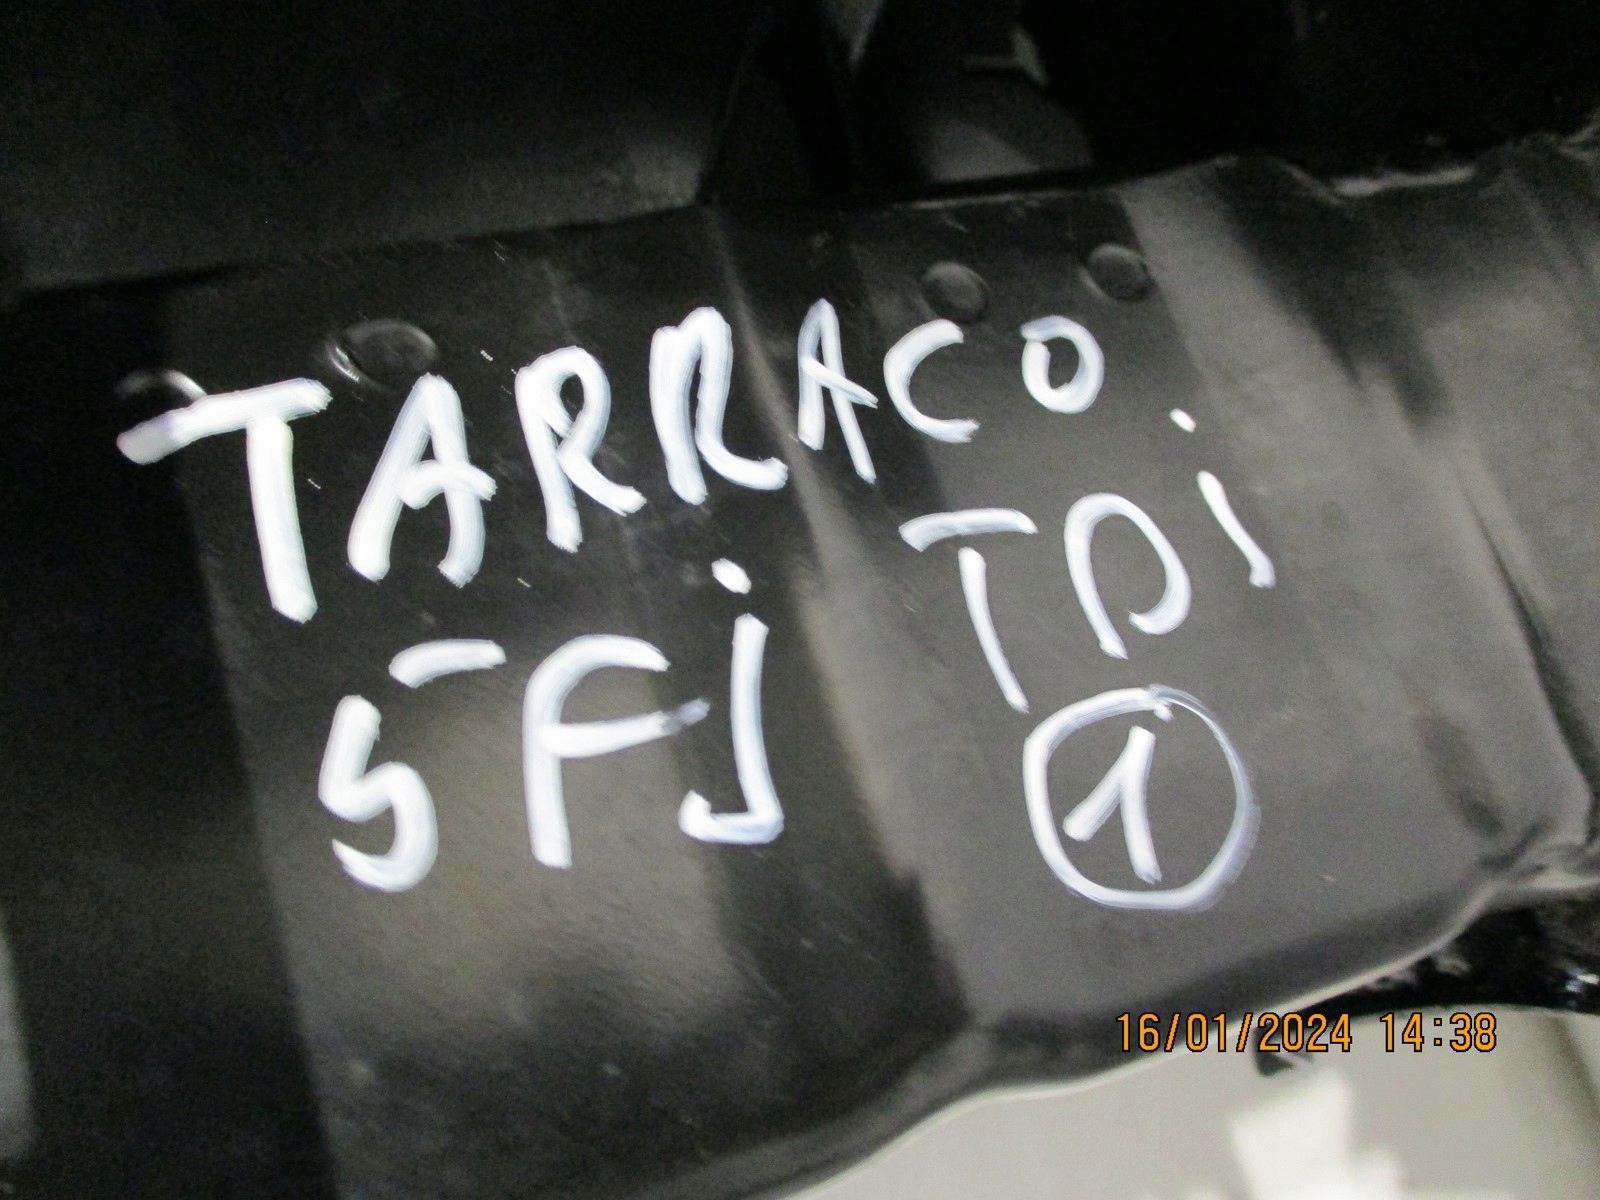 TARRACO
TDi
5FJ
1
16/01/2024 14:38